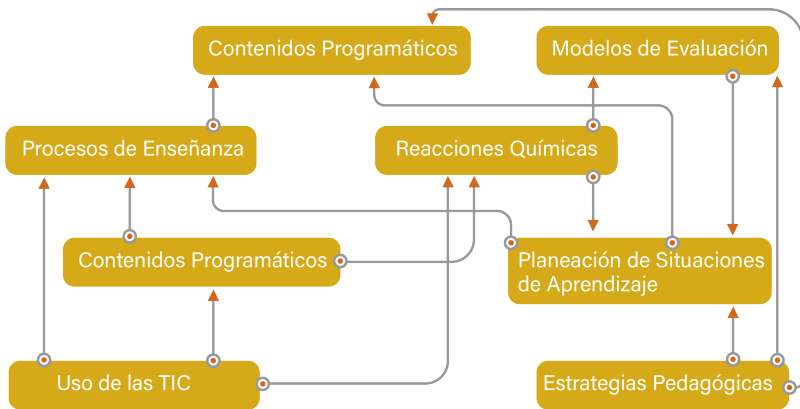 Contenidos Programáticos
Modelos de Evaluación
Procesos de Enseñanza
Reacciones Químicas
Contenidos Programáticos
Planeación de Situaciones
de Aprendizaje
Uso de las TIC
Estrategias Pedagógicas